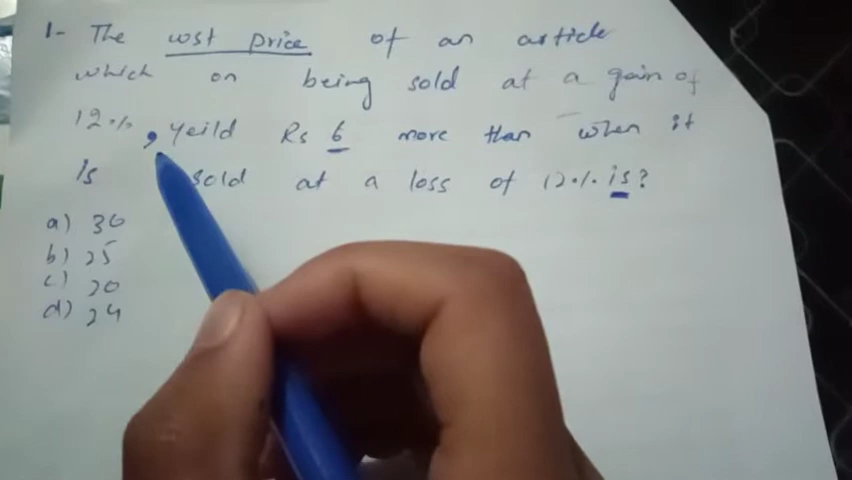 1- The cost price of an article
which on being sold at a gain of
12%, yeild Rs 6 more than when it
is sold at a loss of 12% is?
a) 30
b) 25
c) 20
d) 24